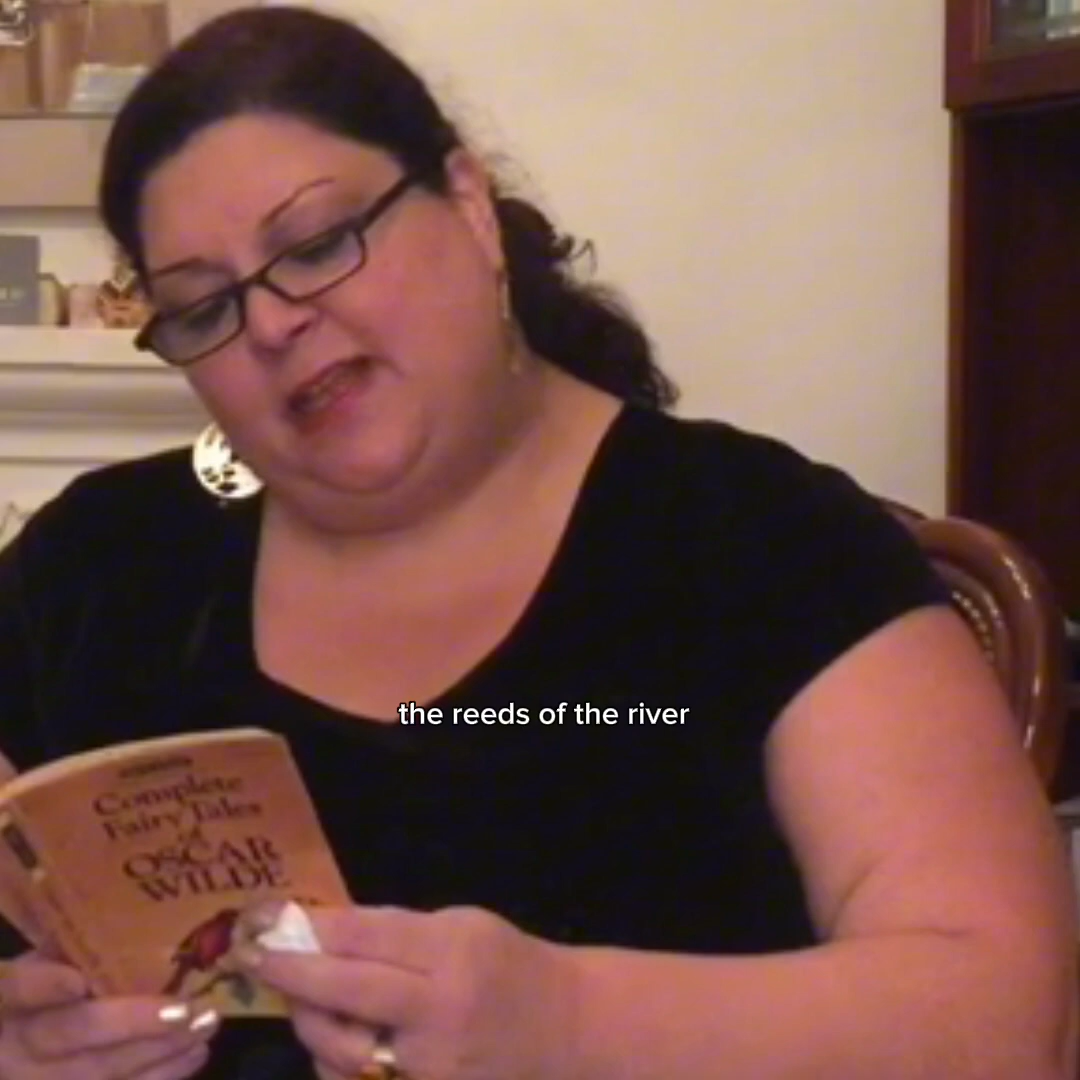 the reeds of the river
Complete
Fairy Tales
of
OSCAR
WILDE